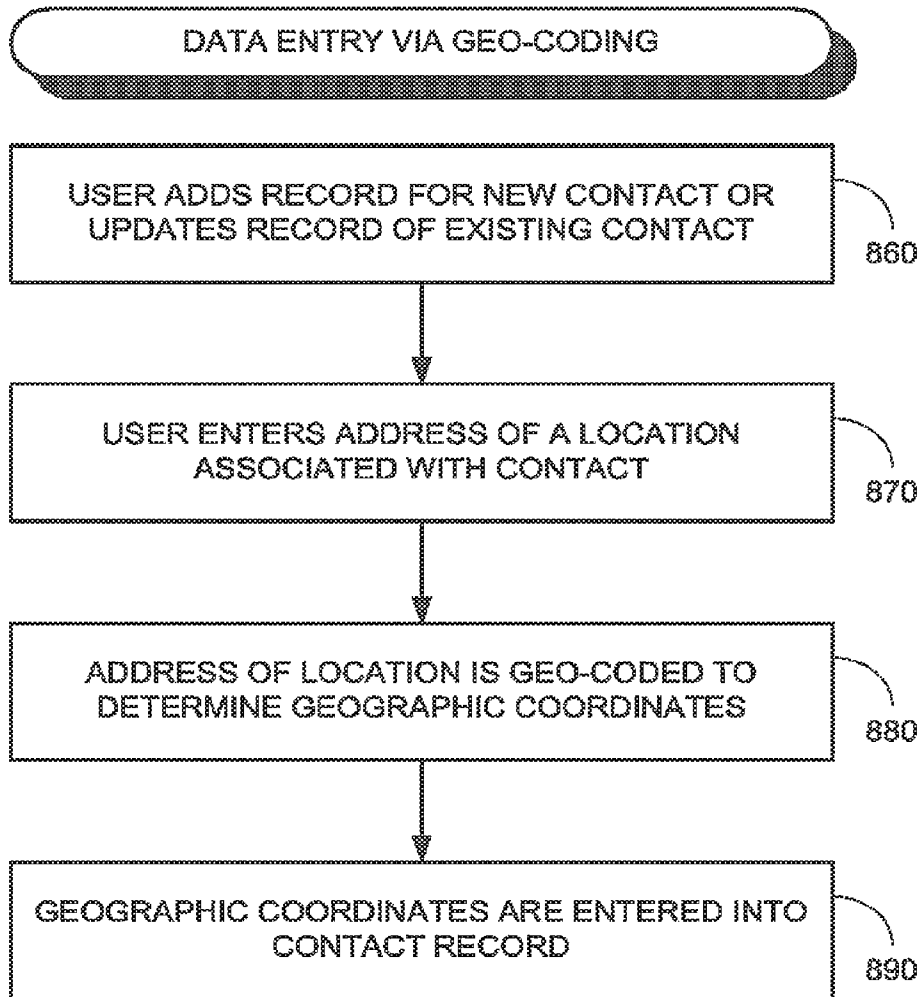 DATA ENTRY VIA GEO-CODING
USER ADDS RECORD FOR NEW CONTACT OR
UPDATES RECORD OF EXISTING CONTACT
860
USER ENTERS ADDRESS OF A LOCATION
ASSOCIATED WITH CONTACT
870
ADDRESS OF LOCATION IS GEO-CODED TO
DETERMINE GEOGRAPHIC COORDINATES
880
GEOGRAPHIC COORDINATES ARE ENTERED INTO
CONTACT RECORD
890